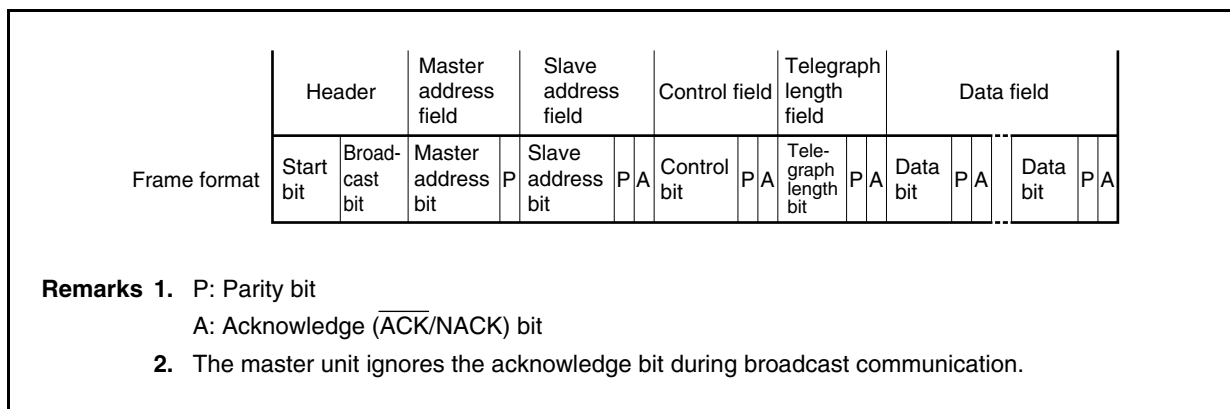 Header Master address field Slave address field Control field Telegraph length field Data field
Frame format Start bit Broad-cast bit Master address bit P Slave address bit P A Control bit P A Tele-graph length bit P A Data bit P A Data bit P A
Remarks 1. P: Parity bit
A: Acknowledge (A̅C̅K̅/NACK) bit
2. The master unit ignores the acknowledge bit during broadcast communication.